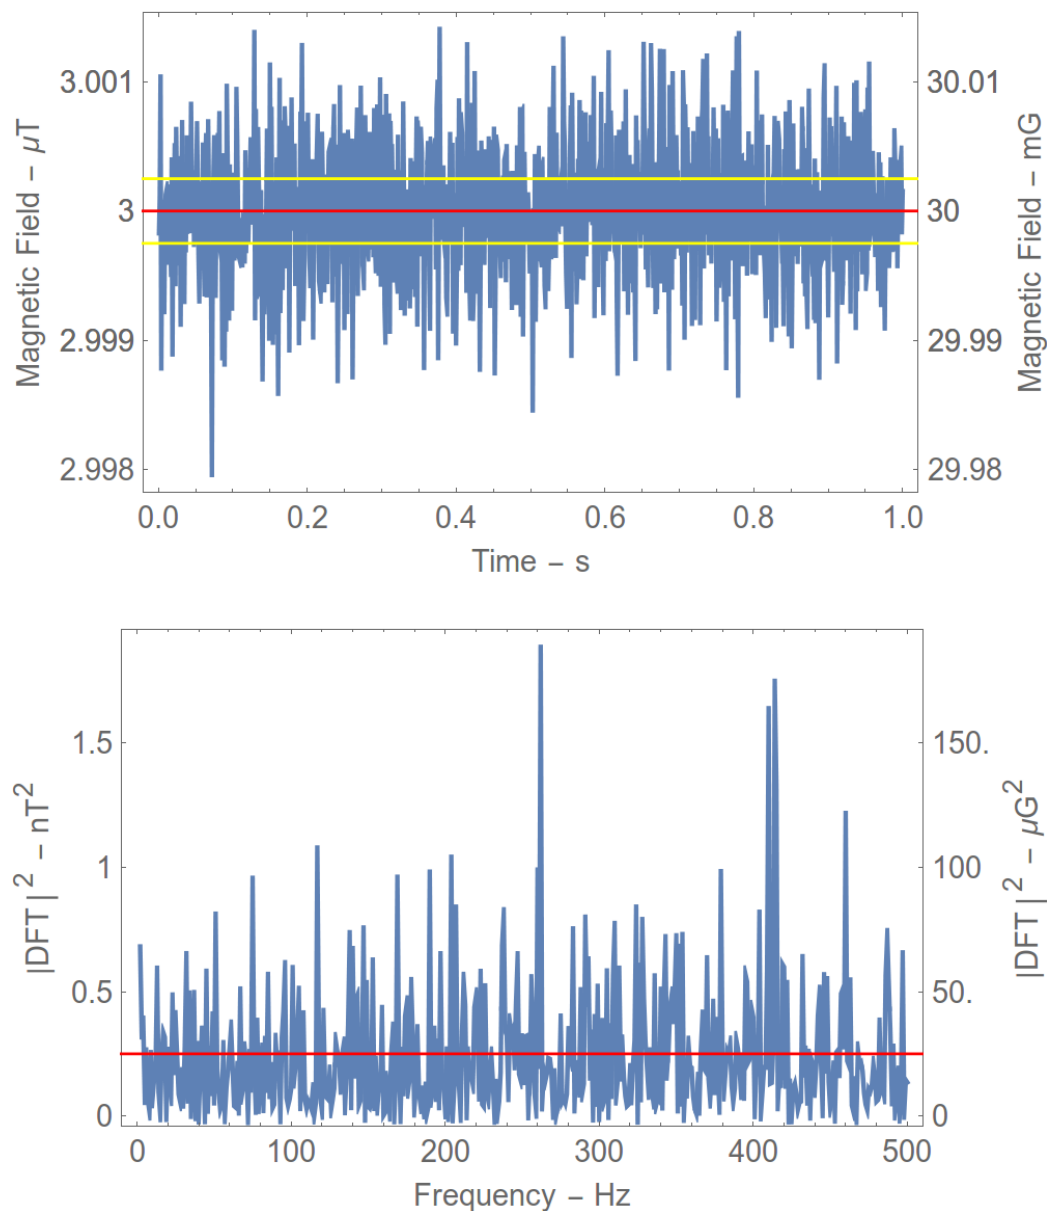 Magnetic Field – μT
3.001
3
2.999
2.998
30.01
30
29.99
29.98
Magnetic Field – mG
0.0 0.2 0.4 0.6 0.8 1.0
Time – s
|DFT|² – nT²
1.5
1
0.5
0
150.
100
50.
0
|DFT|² – μG²
0 100 200 300 400 500
Frequency – Hz